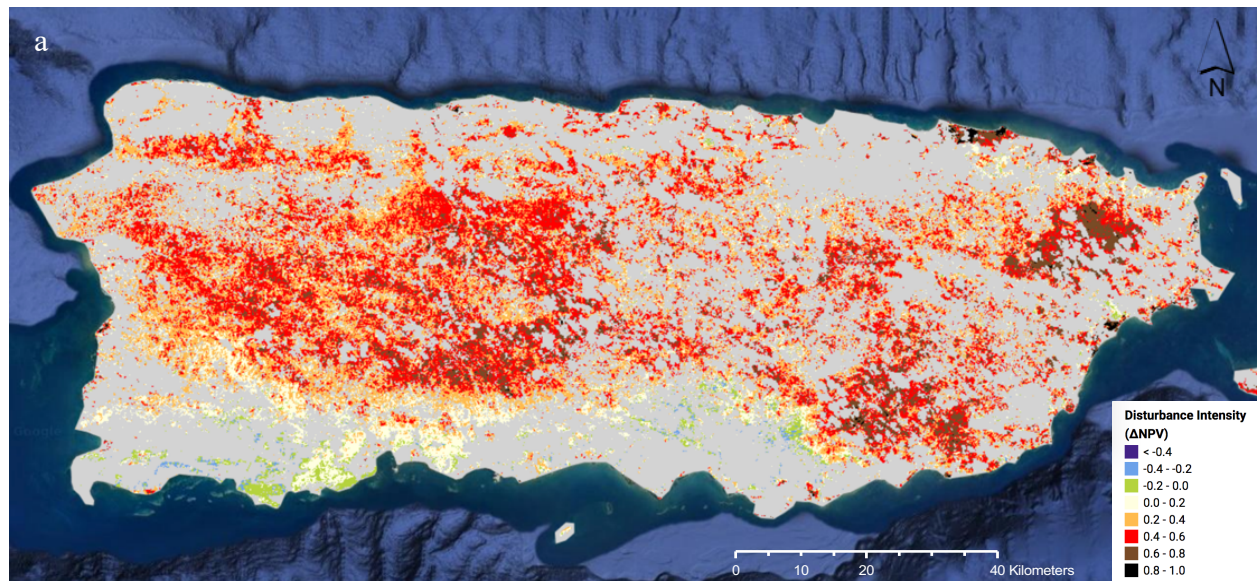 a
N
Google
Disturbance Intensity
(ΔNPV)
< -0.4
-0.4 - -0.2
-0.2 - 0.0
0.0 - 0.2
0.2 - 0.4
0.4 - 0.6
0.6 - 0.8
0.8 - 1.0
0 20 40 Kilometers